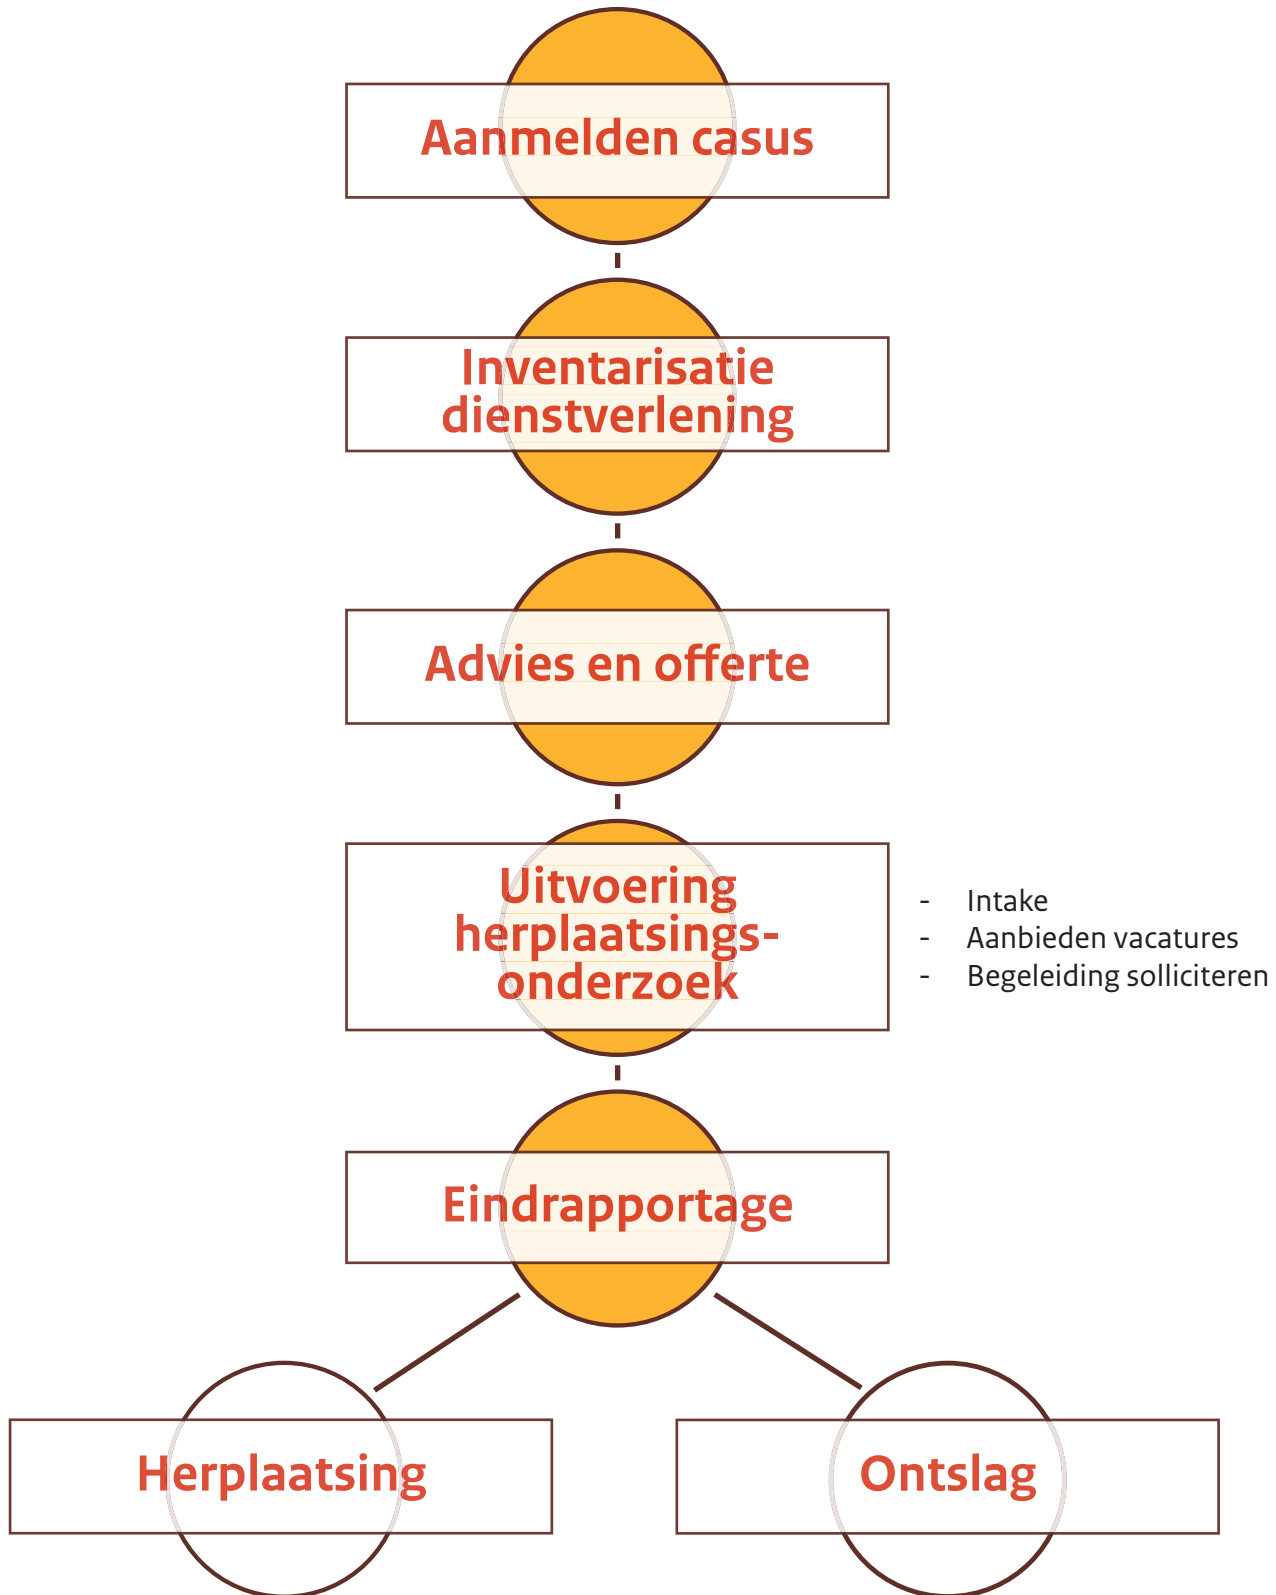 Aanmelden casus
Inventarisatie
dienstverlening
Advies en offerte
Uitvoering
herplaatsings-
onderzoek
- Intake
- Aanbieden vacatures
- Begeleiding solliciteren
Eindrapportage
Herplaatsing
Ontslag